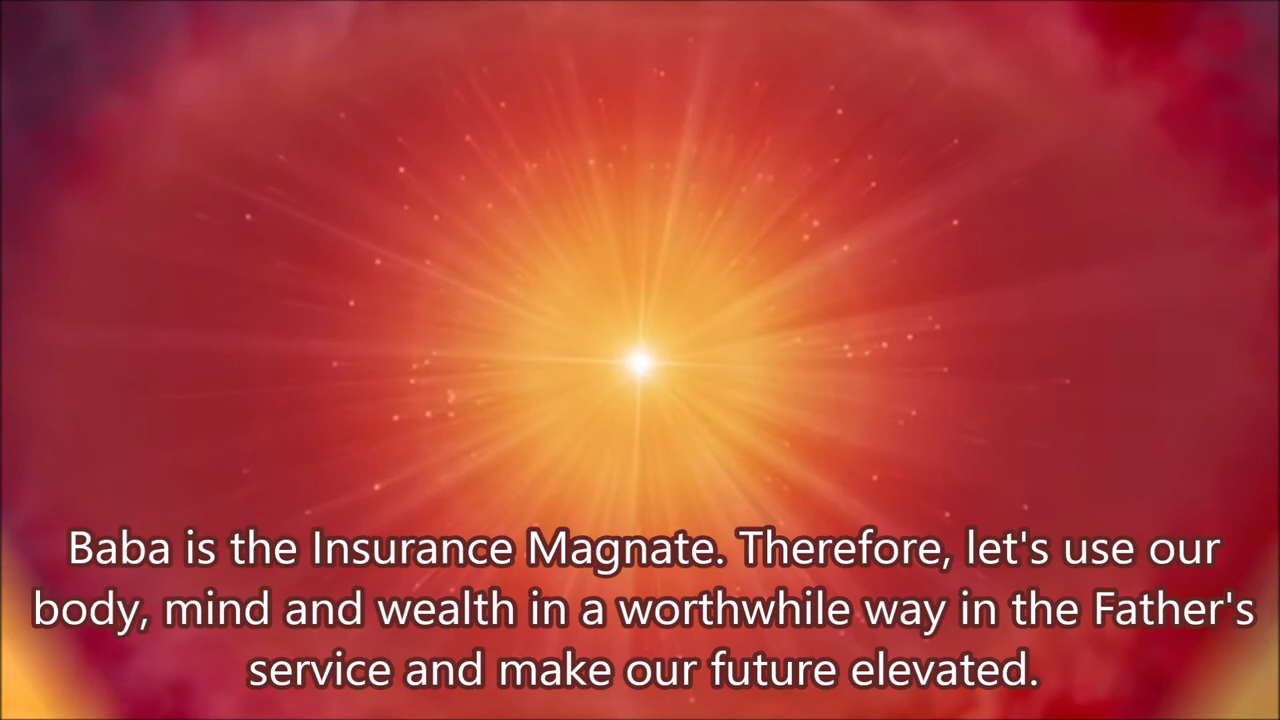 Baba is the Insurance Magnate. Therefore, let's use our
body, mind and wealth in a worthwhile way in the Father's
service and make our future elevated.